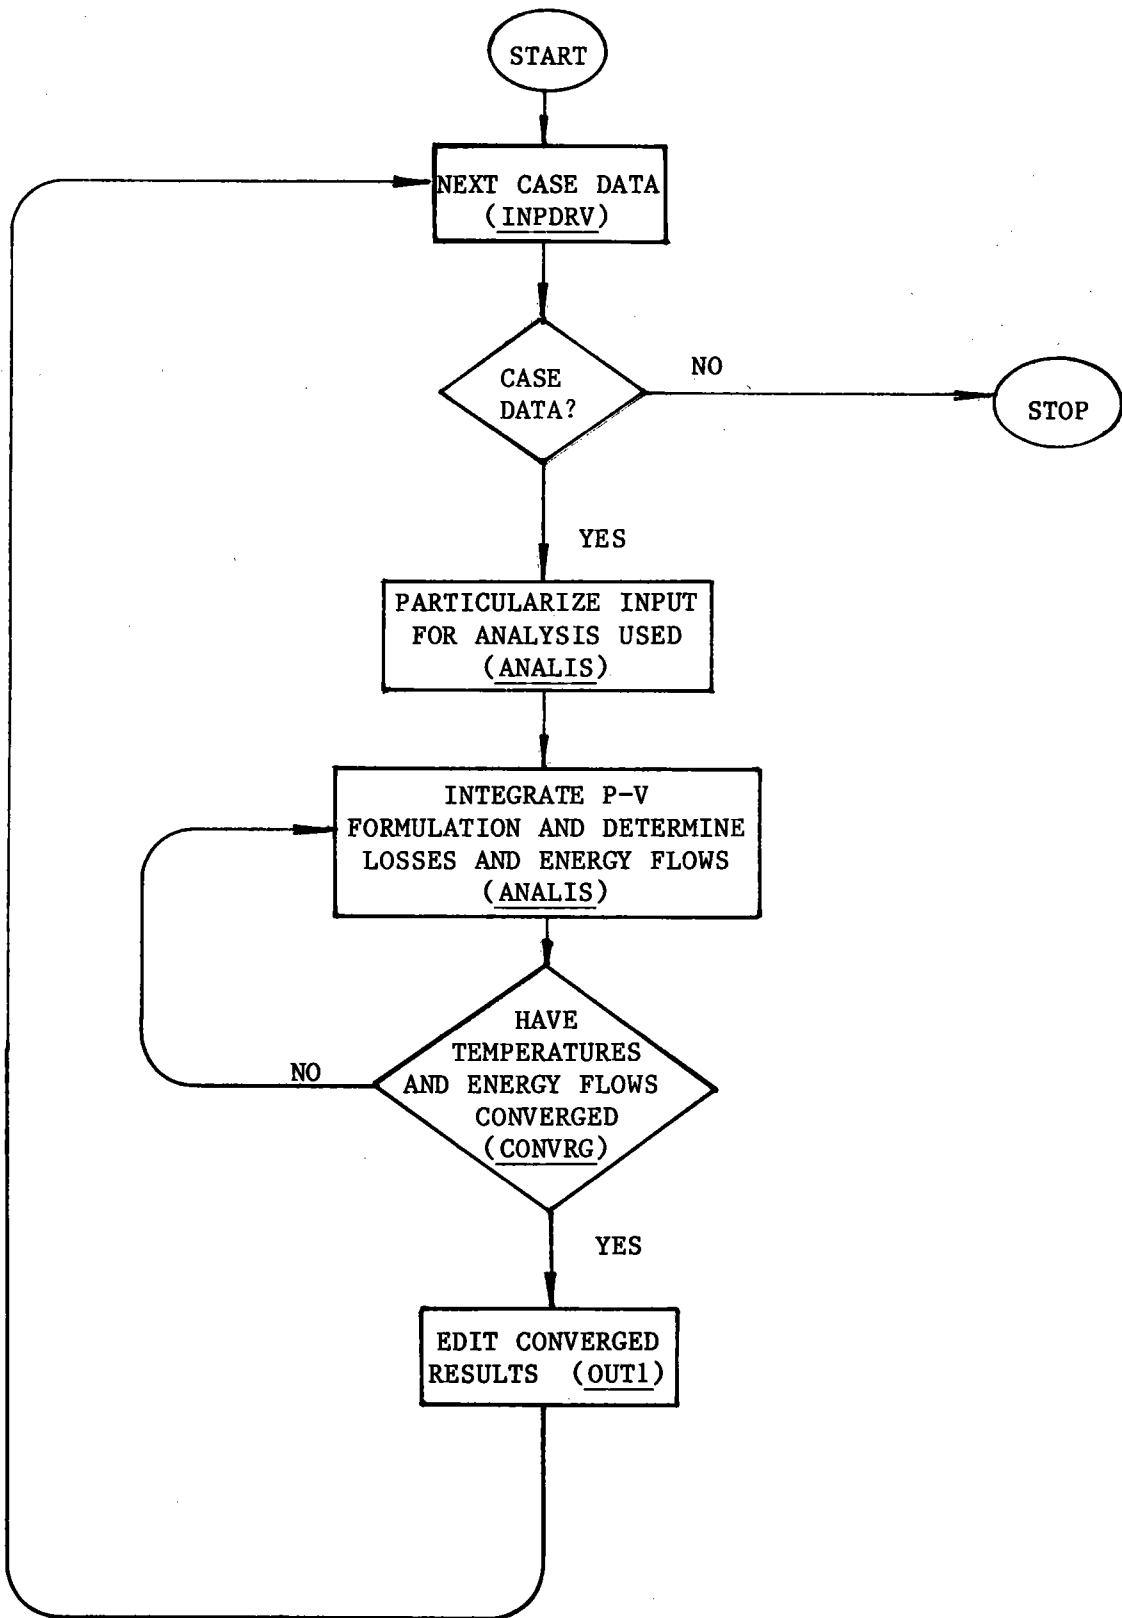 START
NEXT CASE DATA
(INPDRV)
CASE
DATA?
NO
STOP
YES
PARTICULARIZE INPUT
FOR ANALYSIS USED
(ANALIS)
INTEGRATE P-V
FORMULATION AND DETERMINE
LOSSES AND ENERGY FLOWS
(ANALIS)
HAVE
TEMPERATURES
AND ENERGY FLOWS
CONVERGED
(CONVRG)
NO
YES
EDIT CONVERGED
RESULTS (OUT1)